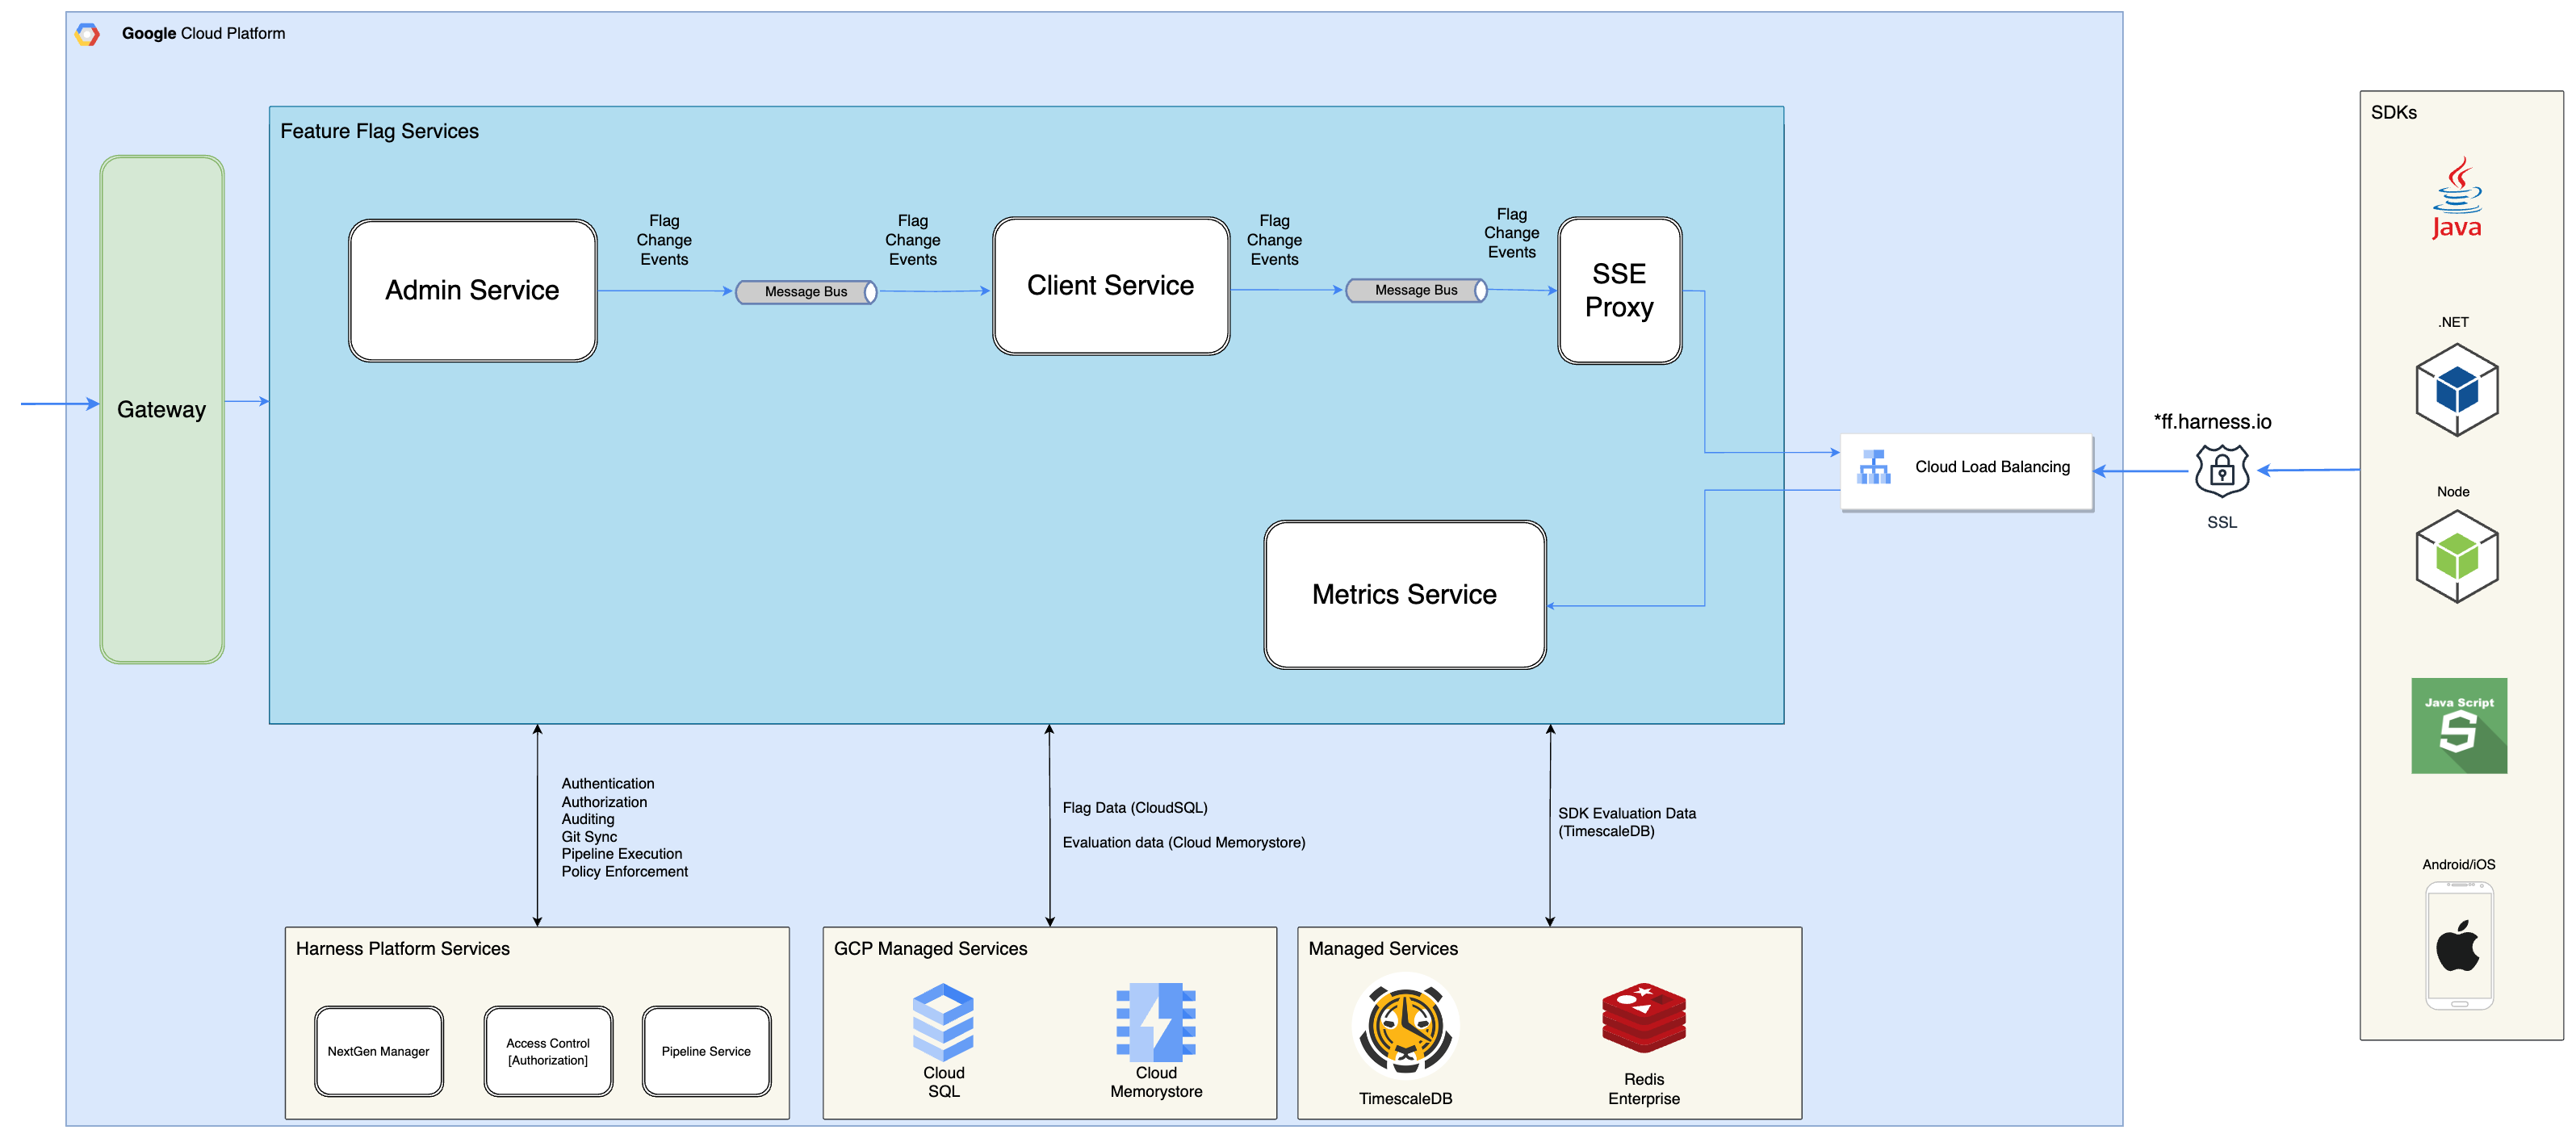 Google Cloud Platform
Feature Flag Services
Gateway
Admin Service
Flag
Change
Events
Message Bus
Flag
Change
Events
Client Service
Flag
Change
Events
Message Bus
Flag
Change
Events
SSE
Proxy
Metrics Service
Cloud Load Balancing
*ff.harness.io
SSL
SDKs
Java
.NET
Node
Java Script
Android/iOS
Authentication
Authorization
Auditing
Git Sync
Pipeline Execution
Policy Enforcement
Flag Data (CloudSQL)
Evaluation data (Cloud Memorystore)
SDK Evaluation Data
(TimescaleDB)
Harness Platform Services
NextGen Manager
Access Control
[Authorization]
Pipeline Service
GCP Managed Services
Cloud
SQL
Cloud
Memorystore
Managed Services
TimescaleDB
Redis
Enterprise